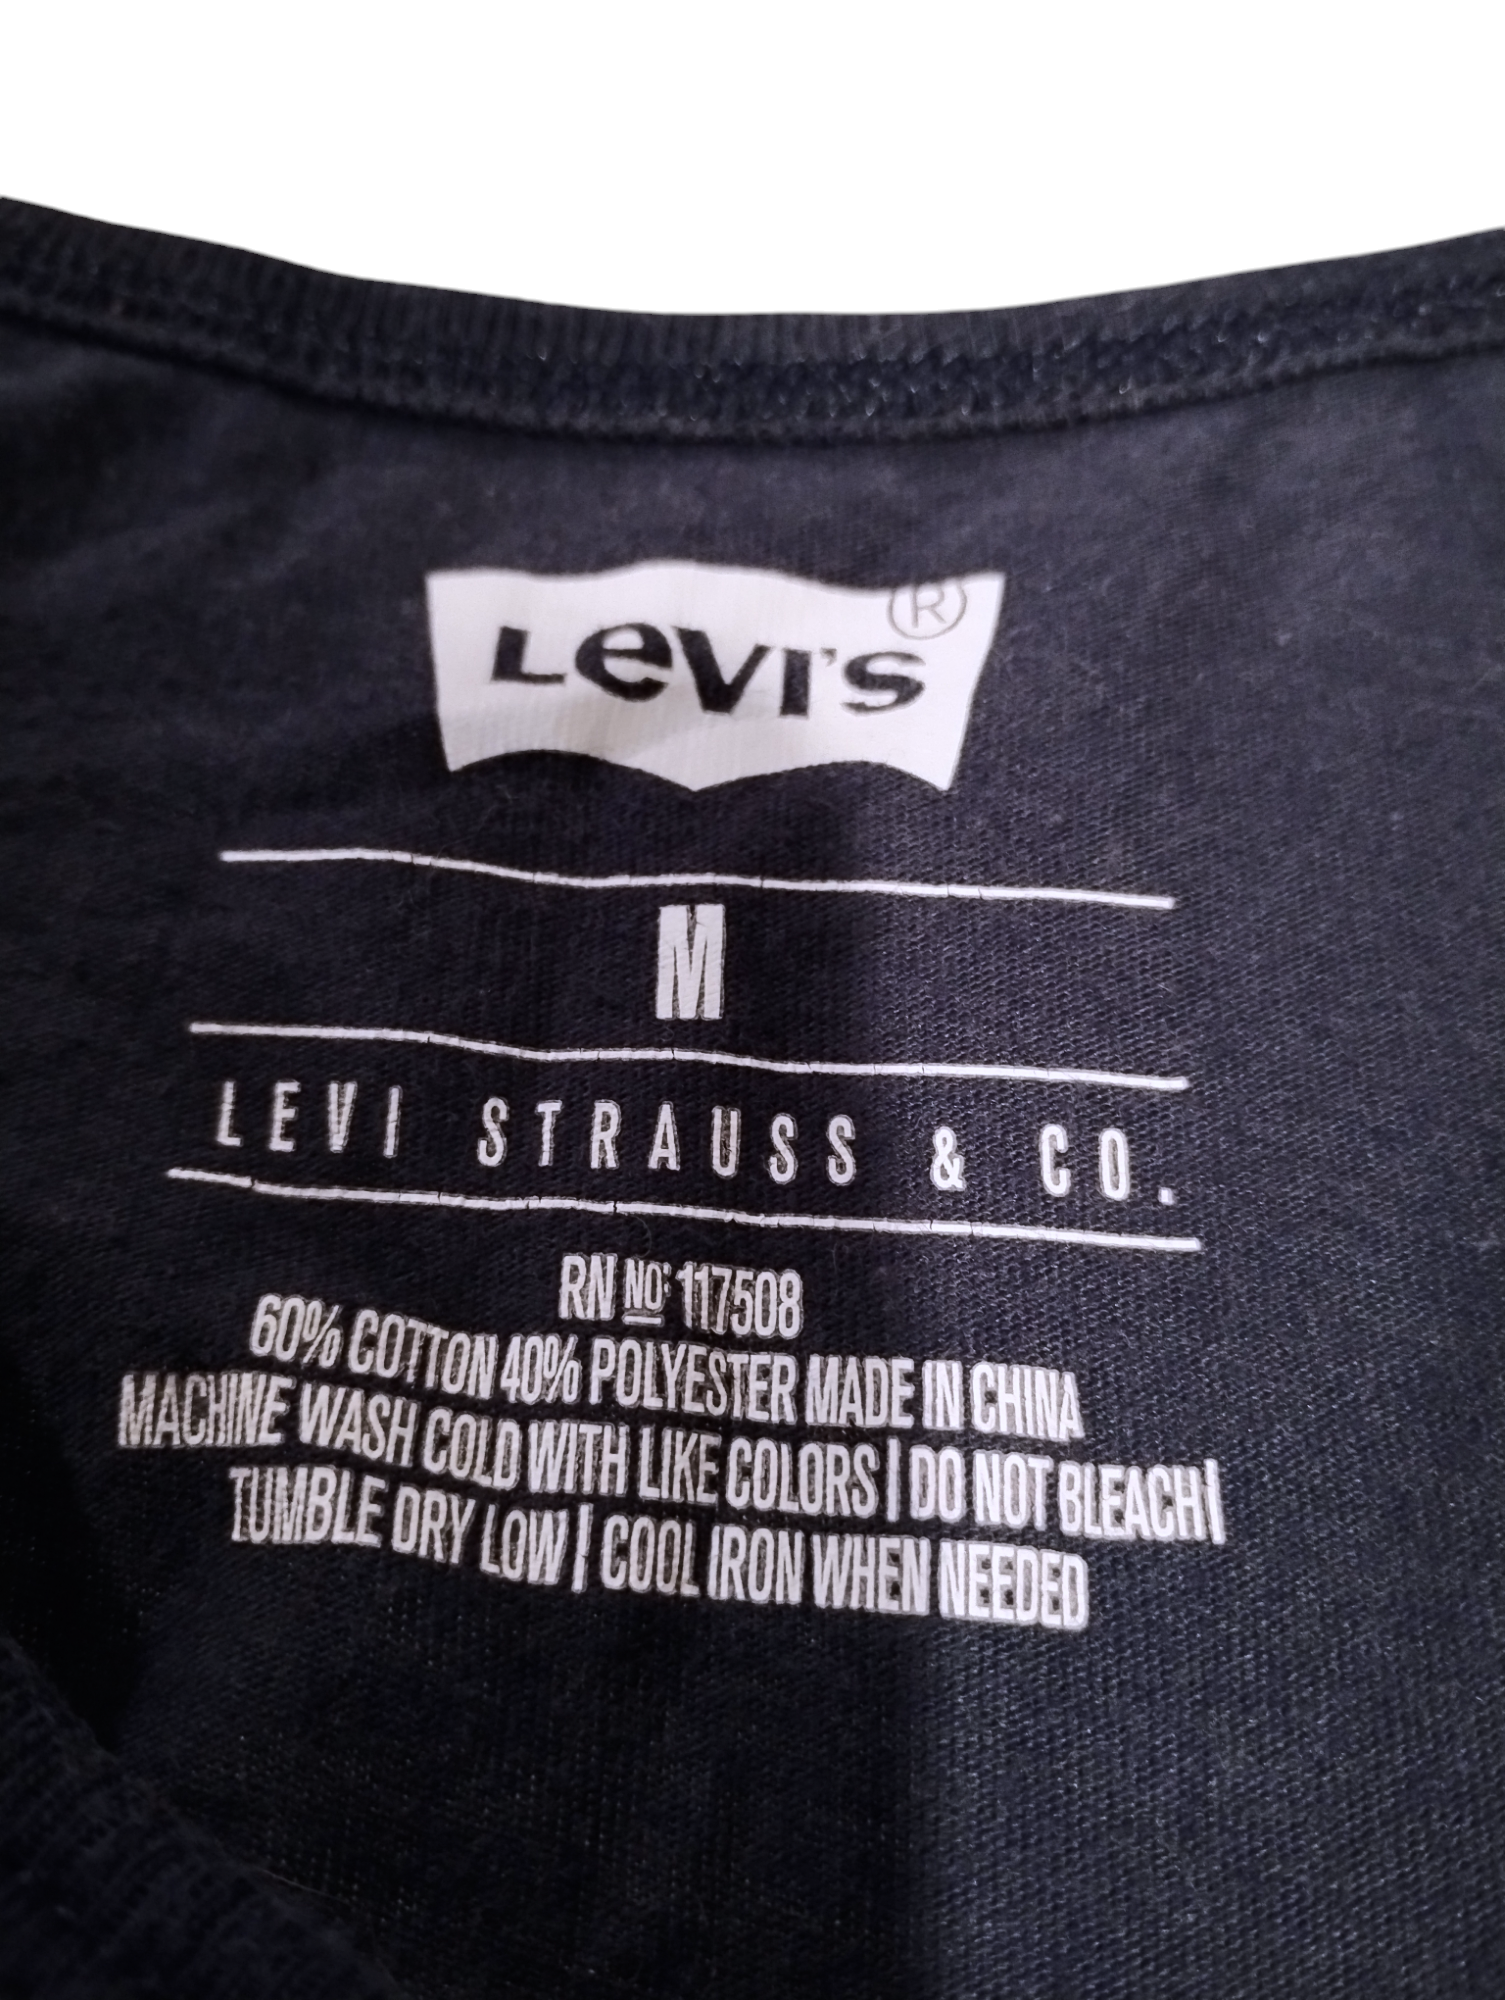 LEVI'S®
M
LEVI STRAUSS & CO.
RN NO: 117508
60% COTTON 40% POLYESTER MADE IN CHINA
MACHINE WASH COLD WITH LIKE COLORS | DO NOT BLEACH |
TUMBLE DRY LOW | COOL IRON WHEN NEEDED